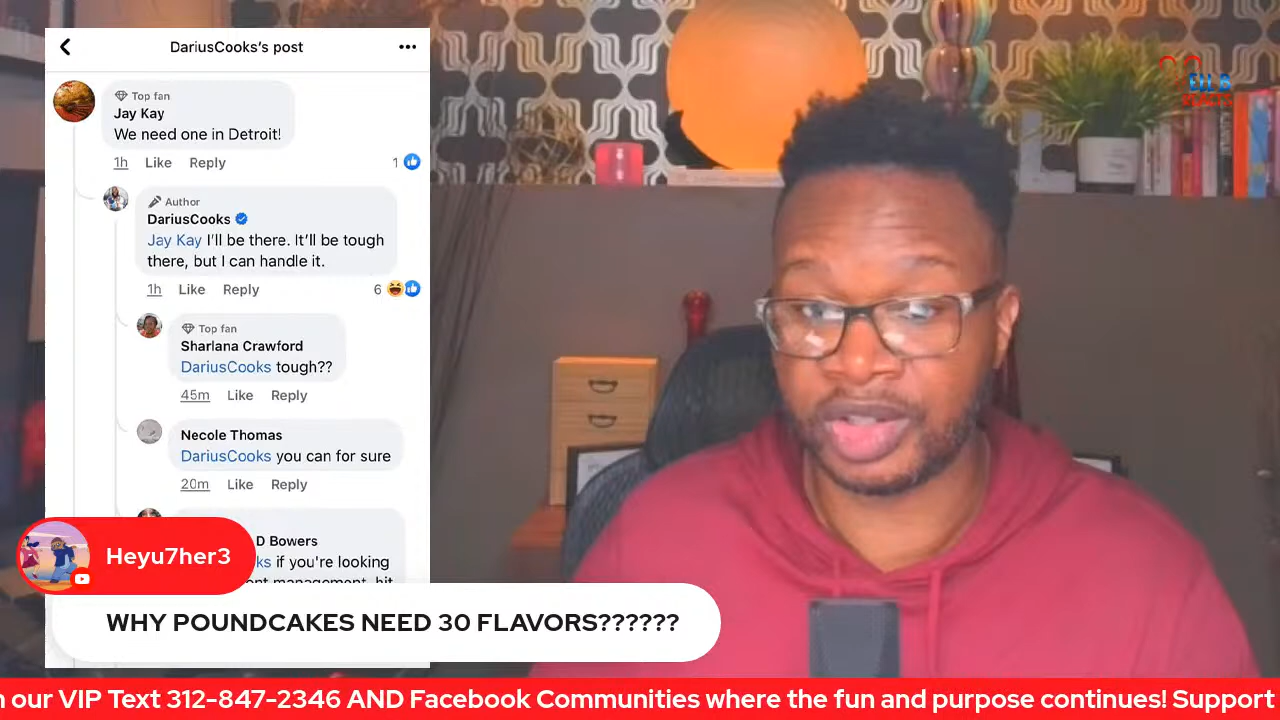 DariusCooks's post
Top fan
Jay Kay
We need one in Detroit!
1h Like Reply 1
Author
DariusCooks
Jay Kay I'll be there. It'll be tough
there, but I can handle it.
1h Like Reply 6
Top fan
Sharlana Crawford
DariusCooks tough??
45m Like Reply
Necole Thomas
DariusCooks you can for sure
20m Like Reply
D Bowers
if you're looking
management, hit
Heyu7her3
WHY POUNDCAKES NEED 30 FLAVORS??????
our VIP Text 312-847-2346 AND Facebook Communities where the fun and purpose continues! Support